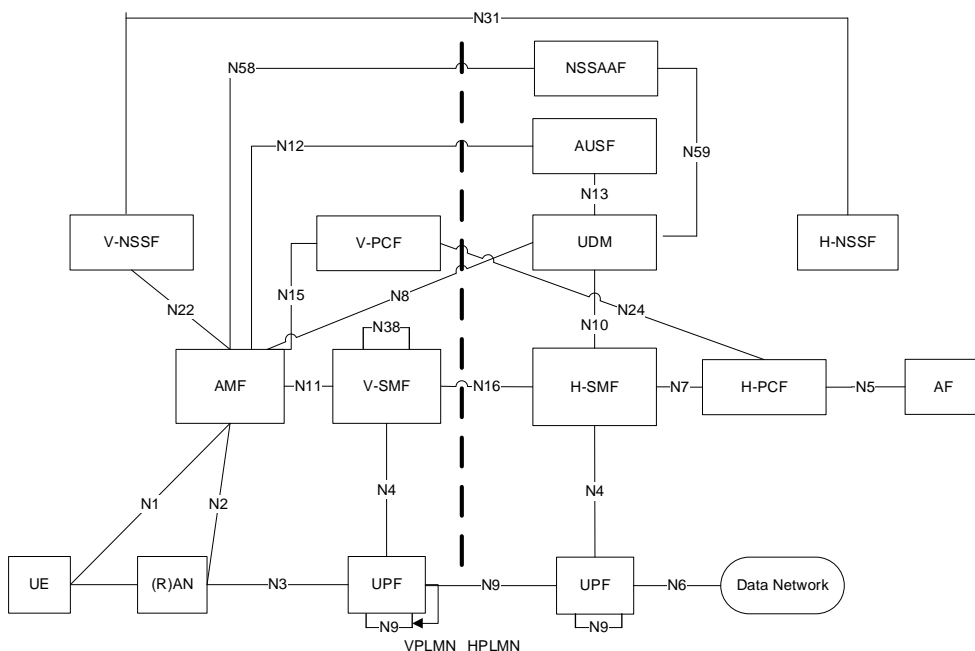 N31
N58
NSSAAF
N12
AUSF
N59
N13
V-NSSF
V-PCF
UDM
H-NSSF
N22
N15
N8
N24
N38
N10
AMF
N11
V-SMF
N16
H-SMF
N7
H-PCF
N5
AF
N1
N2
N4
N4
UE
(R)AN
N3
UPF
N9
UPF
N6
Data Network
N9
N9
VPLMN HPLMN